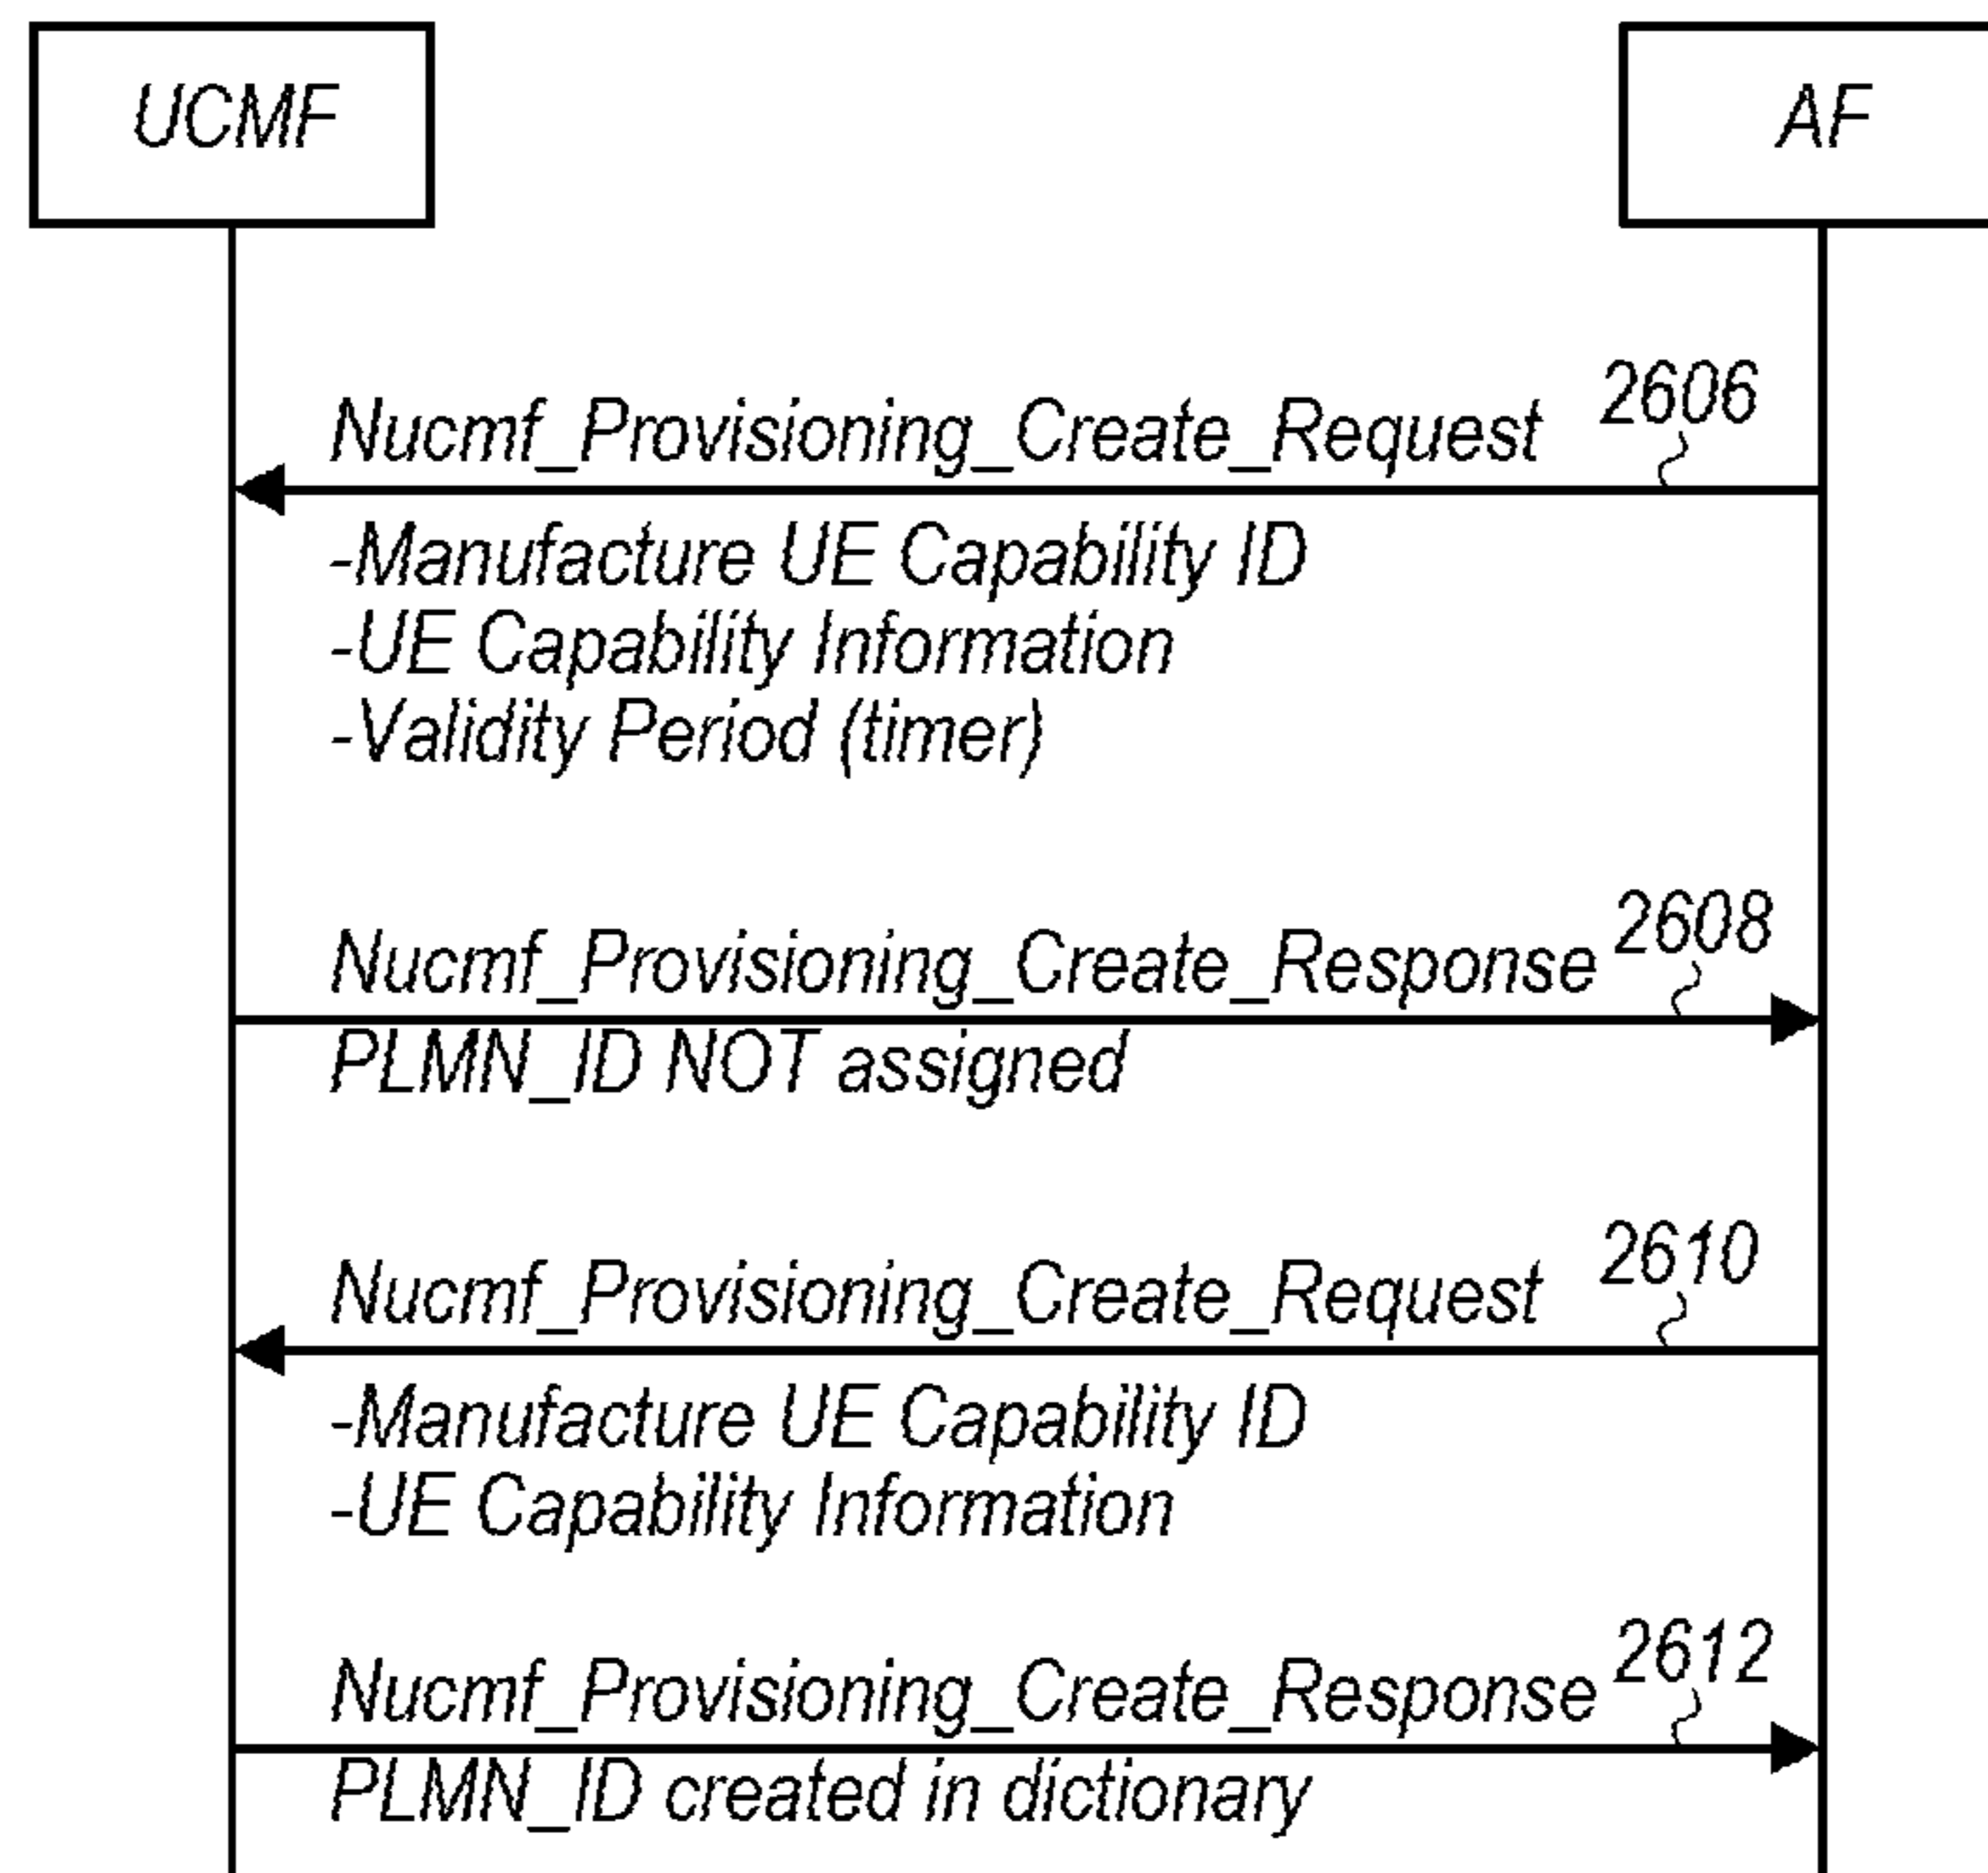 UCMF
AF
2606
Nucmf_Provisioning_Create_Request
-Manufacture UE Capability ID
-UE Capability Information
-Validity Period (timer)
2608
Nucmf_Provisioning_Create_Response
PLMN_ID NOT assigned
2610
Nucmf_Provisioning_Create_Request
-Manufacture UE Capability ID
-UE Capability Information
2612
Nucmf_Provisioning_Create_Response
PLMN_ID created in dictionary